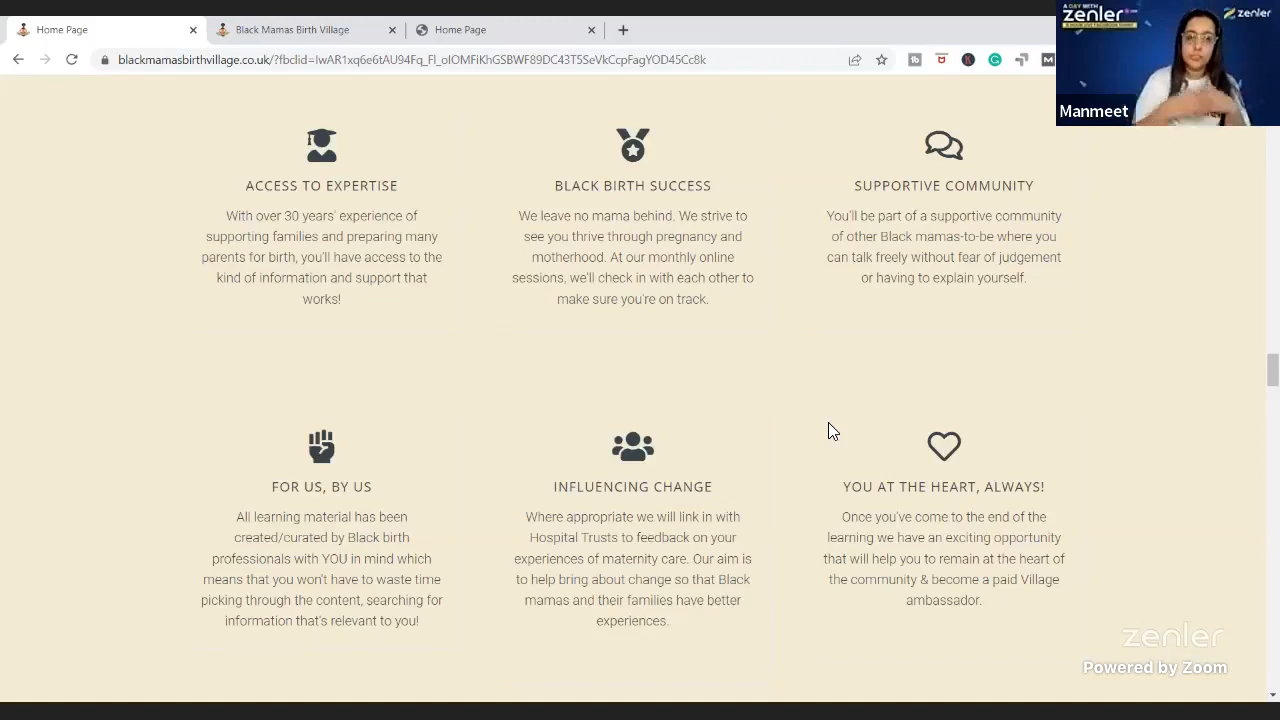 Home Page
Black Mamas Birth Village
Home Page
A DAY WITH
zenler
zenler
Manmeet
ACCESS TO EXPERTISE
With over 30 years' experience of
supporting families and preparing many
parents for birth, you'll have access to the
kind of information and support that
works!
BLACK BIRTH SUCCESS
We leave no mama behind. We strive to
see you thrive through pregnancy and
motherhood. At our monthly online
sessions, we'll check in with each other to
make sure you're on track.
SUPPORTIVE COMMUNITY
You'll be part of a supportive community
of other Black mamas-to-be where you
can talk freely without fear of judgement
or having to explain yourself.
FOR US, BY US
All learning material has been
created/curated by Black birth
professionals with YOU in mind which
means that you won't have to waste time
picking through the content, searching for
information that's relevant to you!
INFLUENCING CHANGE
Where appropriate we will link in with
Hospital Trusts to feedback on your
experiences of maternity care. Our aim is
to help bring about change so that Black
mamas and their families have better
experiences.
YOU AT THE HEART, ALWAYS!
Once you've come to the end of the
learning we have an exciting opportunity
that will help you to remain at the heart of
the community & become a paid Village
ambassador.
zenler
Powered by Zoom